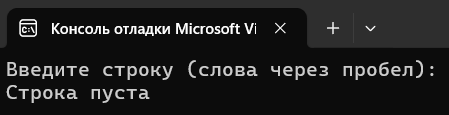 Консоль отладки Microsoft Vi
Введите строку (слова через пробел):
Строка пуста